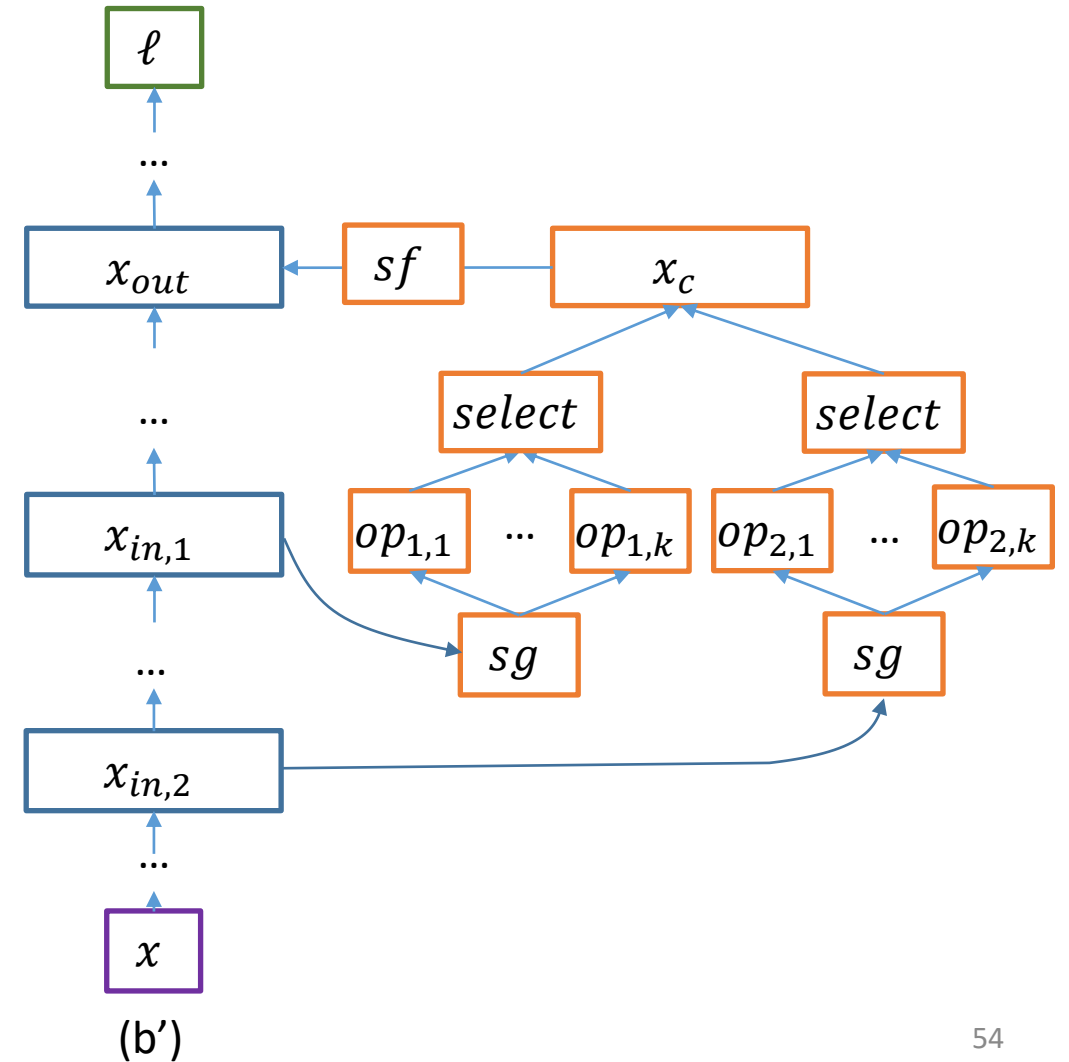 ℓ
...
x_out
sf
x_c
...
select
select
x_in,1
op_1,1
...
op_1,k
op_2,1
...
op_2,k
...
sg
sg
x_in,2
...
x
(b’)
54